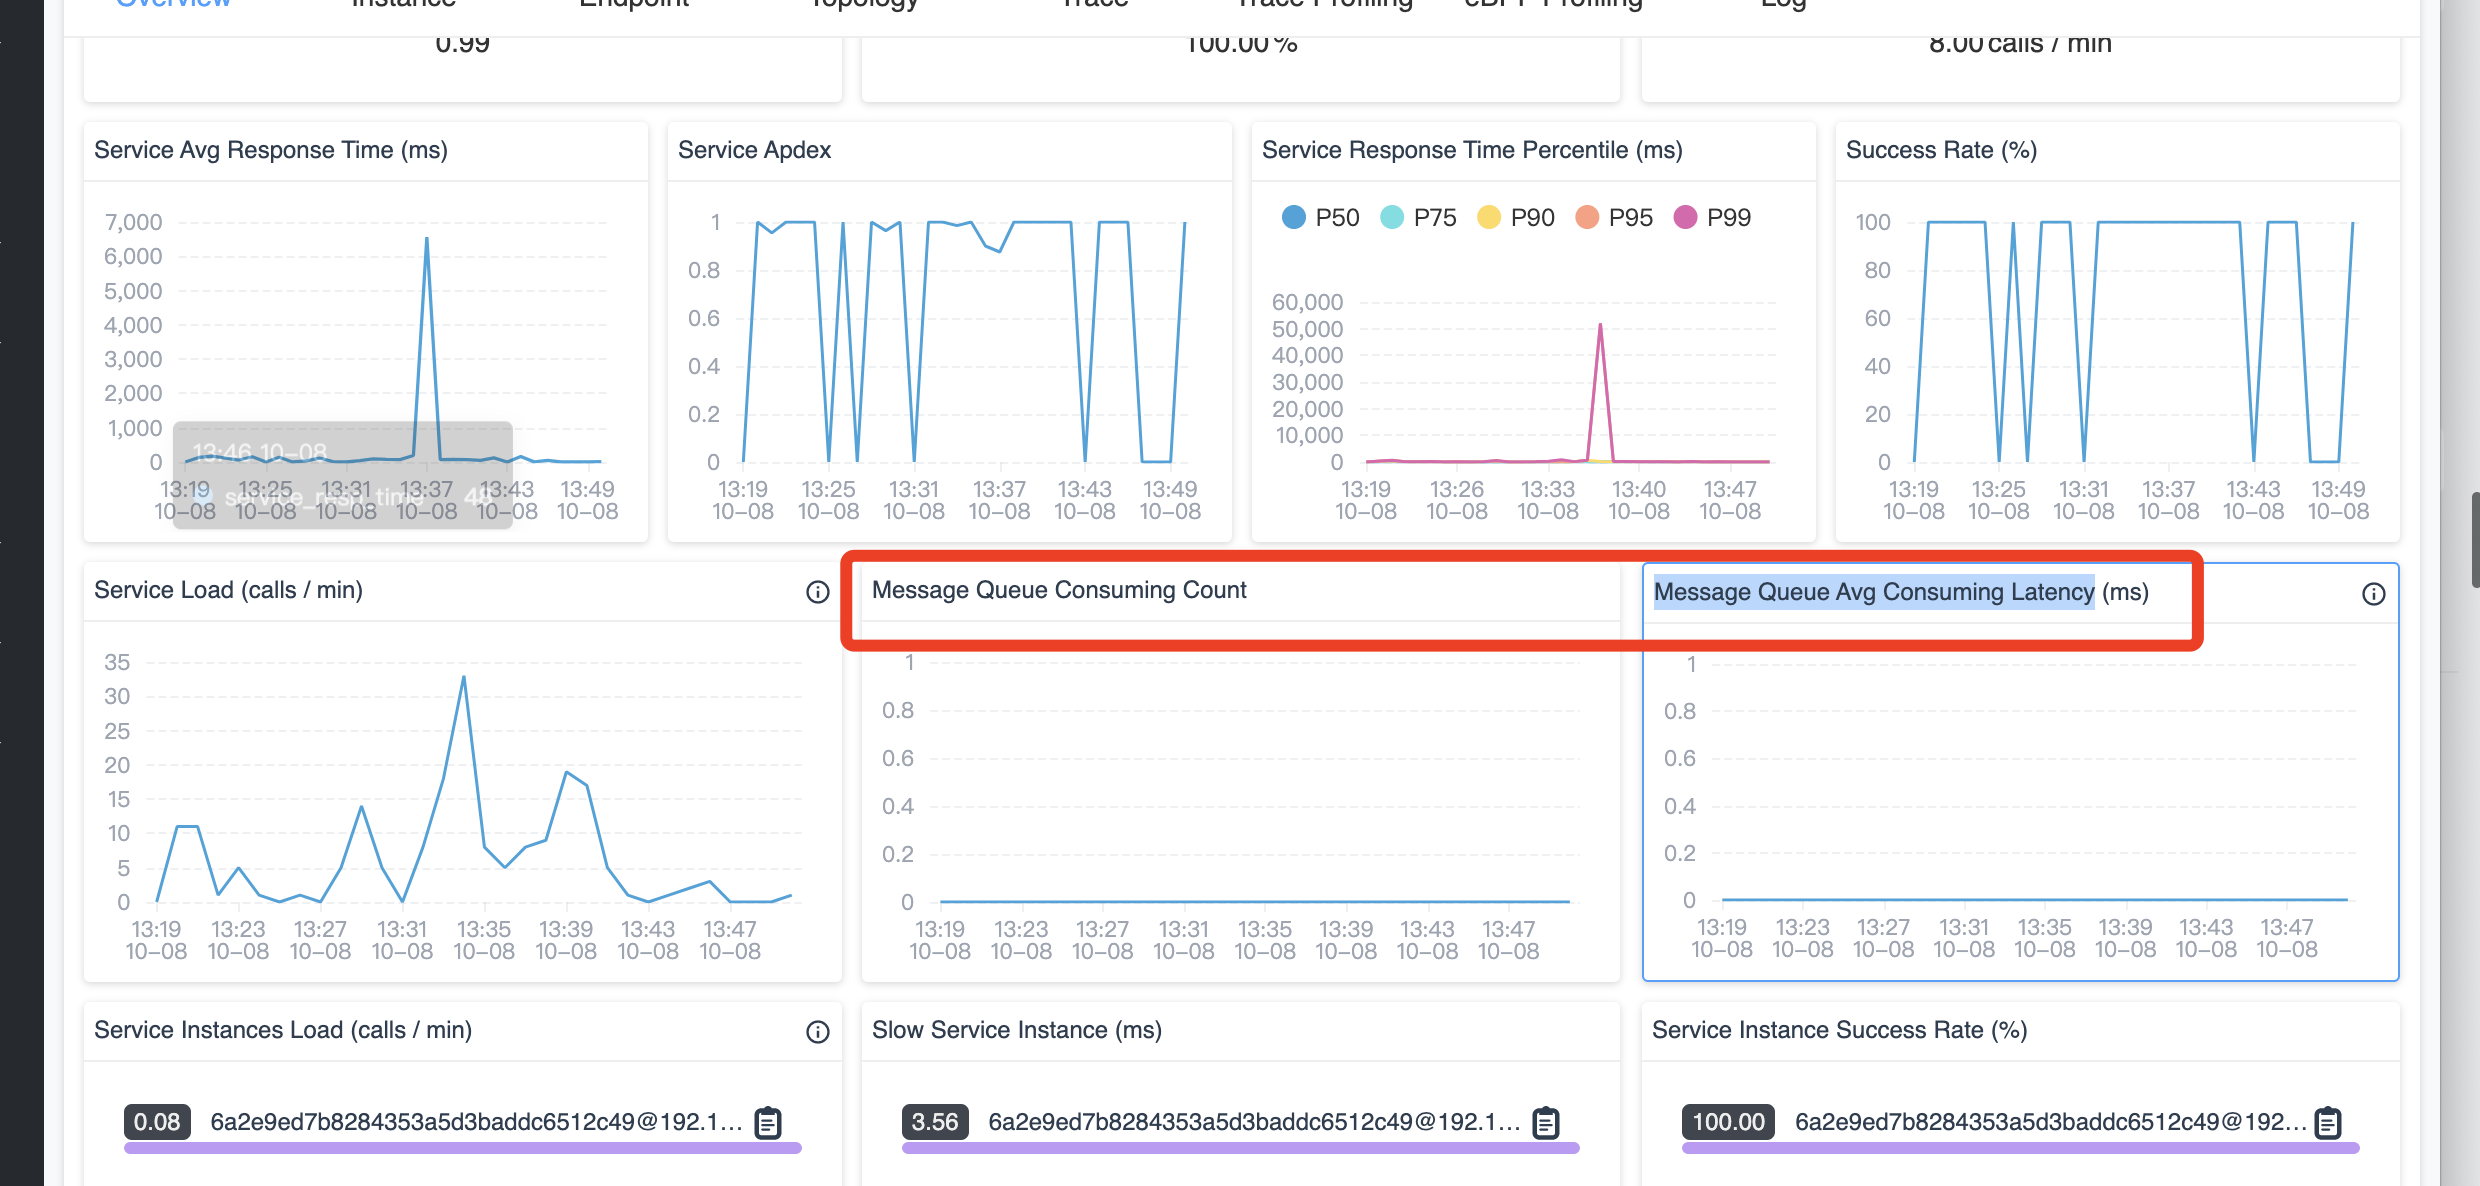 Overview Instance Endpoint Topology Trace Trace Profiling eBPF Profiling Log
0.99
100.00 %
8.00 calls / min
Service Avg Response Time (ms)
7,000
6,000
5,000
4,000
3,000
2,000
1,000
0
13:46 10-08
service_resp_time 48
13:19 13:25 13:31 13:37 13:43 13:49
10-08 10-08 10-08 10-08 10-08 10-08
Service Apdex
1
0.8
0.6
0.4
0.2
0
13:19 13:25 13:31 13:37 13:43 13:49
10-08 10-08 10-08 10-08 10-08 10-08
Service Response Time Percentile (ms)
P50 P75 P90 P95 P99
60,000
50,000
40,000
30,000
20,000
10,000
0
13:19 13:26 13:33 13:40 13:47
10-08 10-08 10-08 10-08 10-08
Success Rate (%)
100
80
60
40
20
0
13:19 13:25 13:31 13:37 13:43 13:49
10-08 10-08 10-08 10-08 10-08 10-08
Service Load (calls / min)
35
30
25
20
15
10
5
0
13:19 13:23 13:27 13:31 13:35 13:39 13:43 13:47
10-08 10-08 10-08 10-08 10-08 10-08 10-08 10-08
Message Queue Consuming Count
1
0.8
0.6
0.4
0.2
0
13:19 13:23 13:27 13:31 13:35 13:39 13:43 13:47
10-08 10-08 10-08 10-08 10-08 10-08 10-08 10-08
Message Queue Avg Consuming Latency (ms)
1
0.8
0.6
0.4
0.2
0
13:19 13:23 13:27 13:31 13:35 13:39 13:43 13:47
10-08 10-08 10-08 10-08 10-08 10-08 10-08 10-08
Service Instances Load (calls / min)
0.08 6a2e9ed7b8284353a5d3baddc6512c49@192.1...
Slow Service Instance (ms)
3.56 6a2e9ed7b8284353a5d3baddc6512c49@192.1...
Service Instance Success Rate (%)
100.00 6a2e9ed7b8284353a5d3baddc6512c49@192...